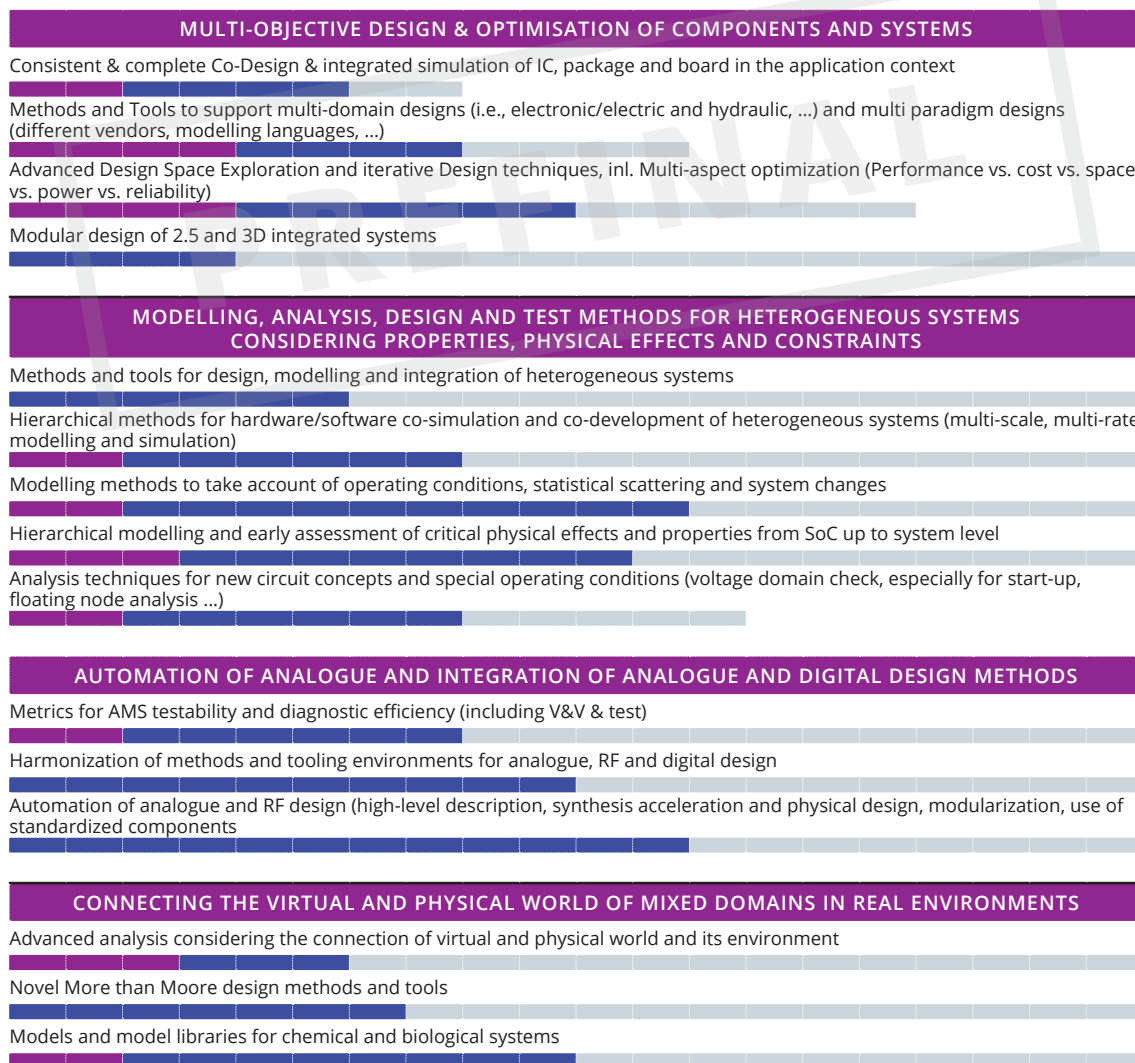 MULTI-OBJECTIVE DESIGN & OPTIMISATION OF COMPONENTS AND SYSTEMS
Consistent & complete Co-Design & integrated simulation of IC, package and board in the application context
Methods and Tools to support multi-domain designs (i.e., electronic/electric and hydraulic, ...) and multi paradigm designs
(different vendors, modelling languages, ...)
Advanced Design Space Exploration and iterative Design techniques, inl. Multi-aspect optimization (Performance vs. cost vs. space
vs. power vs. reliability)
Modular design of 2.5 and 3D integrated systems
PREFINAL
MODELLING, ANALYSIS, DESIGN AND TEST METHODS FOR HETEROGENEOUS SYSTEMS
CONSIDERING PROPERTIES, PHYSICAL EFFECTS AND CONSTRAINTS
Methods and tools for design, modelling and integration of heterogeneous systems
Hierarchical methods for hardware/software co-simulation and co-development of heterogeneous systems (multi-scale, multi-rate
modelling and simulation)
Modelling methods to take account of operating conditions, statistical scattering and system changes
Hierarchical modelling and early assessment of critical physical effects and properties from SoC up to system level
Analysis techniques for new circuit concepts and special operating conditions (voltage domain check, especially for start-up,
floating node analysis ...)
AUTOMATION OF ANALOGUE AND INTEGRATION OF ANALOGUE AND DIGITAL DESIGN METHODS
Metrics for AMS testability and diagnostic efficiency (including V&V & test)
Harmonization of methods and tooling environments for analogue, RF and digital design
Automation of analogue and RF design (high-level description, synthesis acceleration and physical design, modularization, use of
standardized components
CONNECTING THE VIRTUAL AND PHYSICAL WORLD OF MIXED DOMAINS IN REAL ENVIRONMENTS
Advanced analysis considering the connection of virtual and physical world and its environment
Novel More than Moore design methods and tools
Models and model libraries for chemical and biological systems